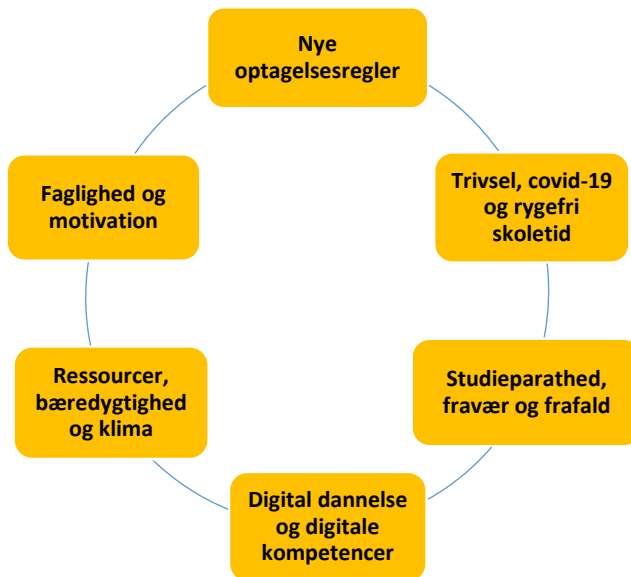 Nye
optagelsesregler
Trivsel, covid-19
og rygefri
skoletid
Studieparathed,
fravær og frafald
Digital dannelse
og digitale
kompetencer
Ressourcer,
bæredygtighed
og klima
Faglighed og
motivation